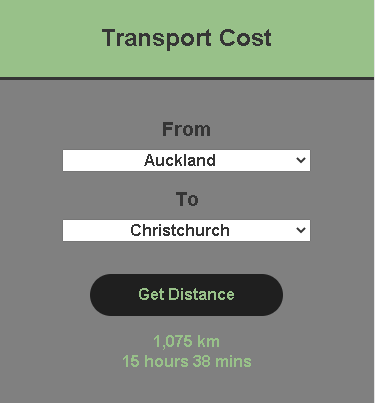 Transport Cost
From
Auckland
To
Christchurch
Get Distance
1,075 km
15 hours 38 mins